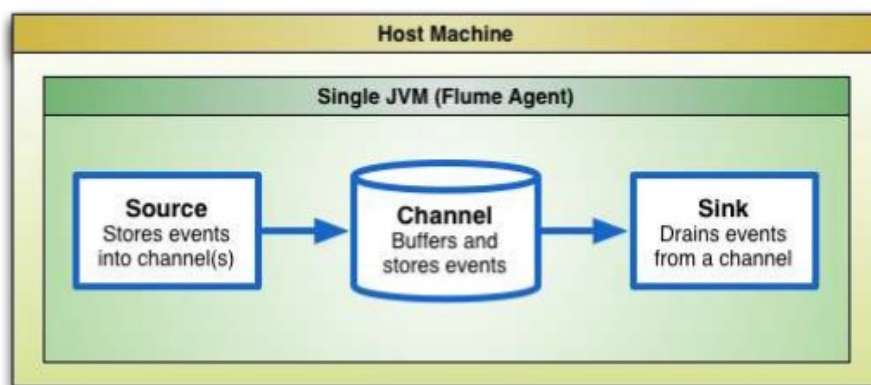 Host Machine
Single JVM (Flume Agent)
Source
Stores events
into channel(s)
Channel
Buffers and
stores events
Sink
Drains events
from a channel